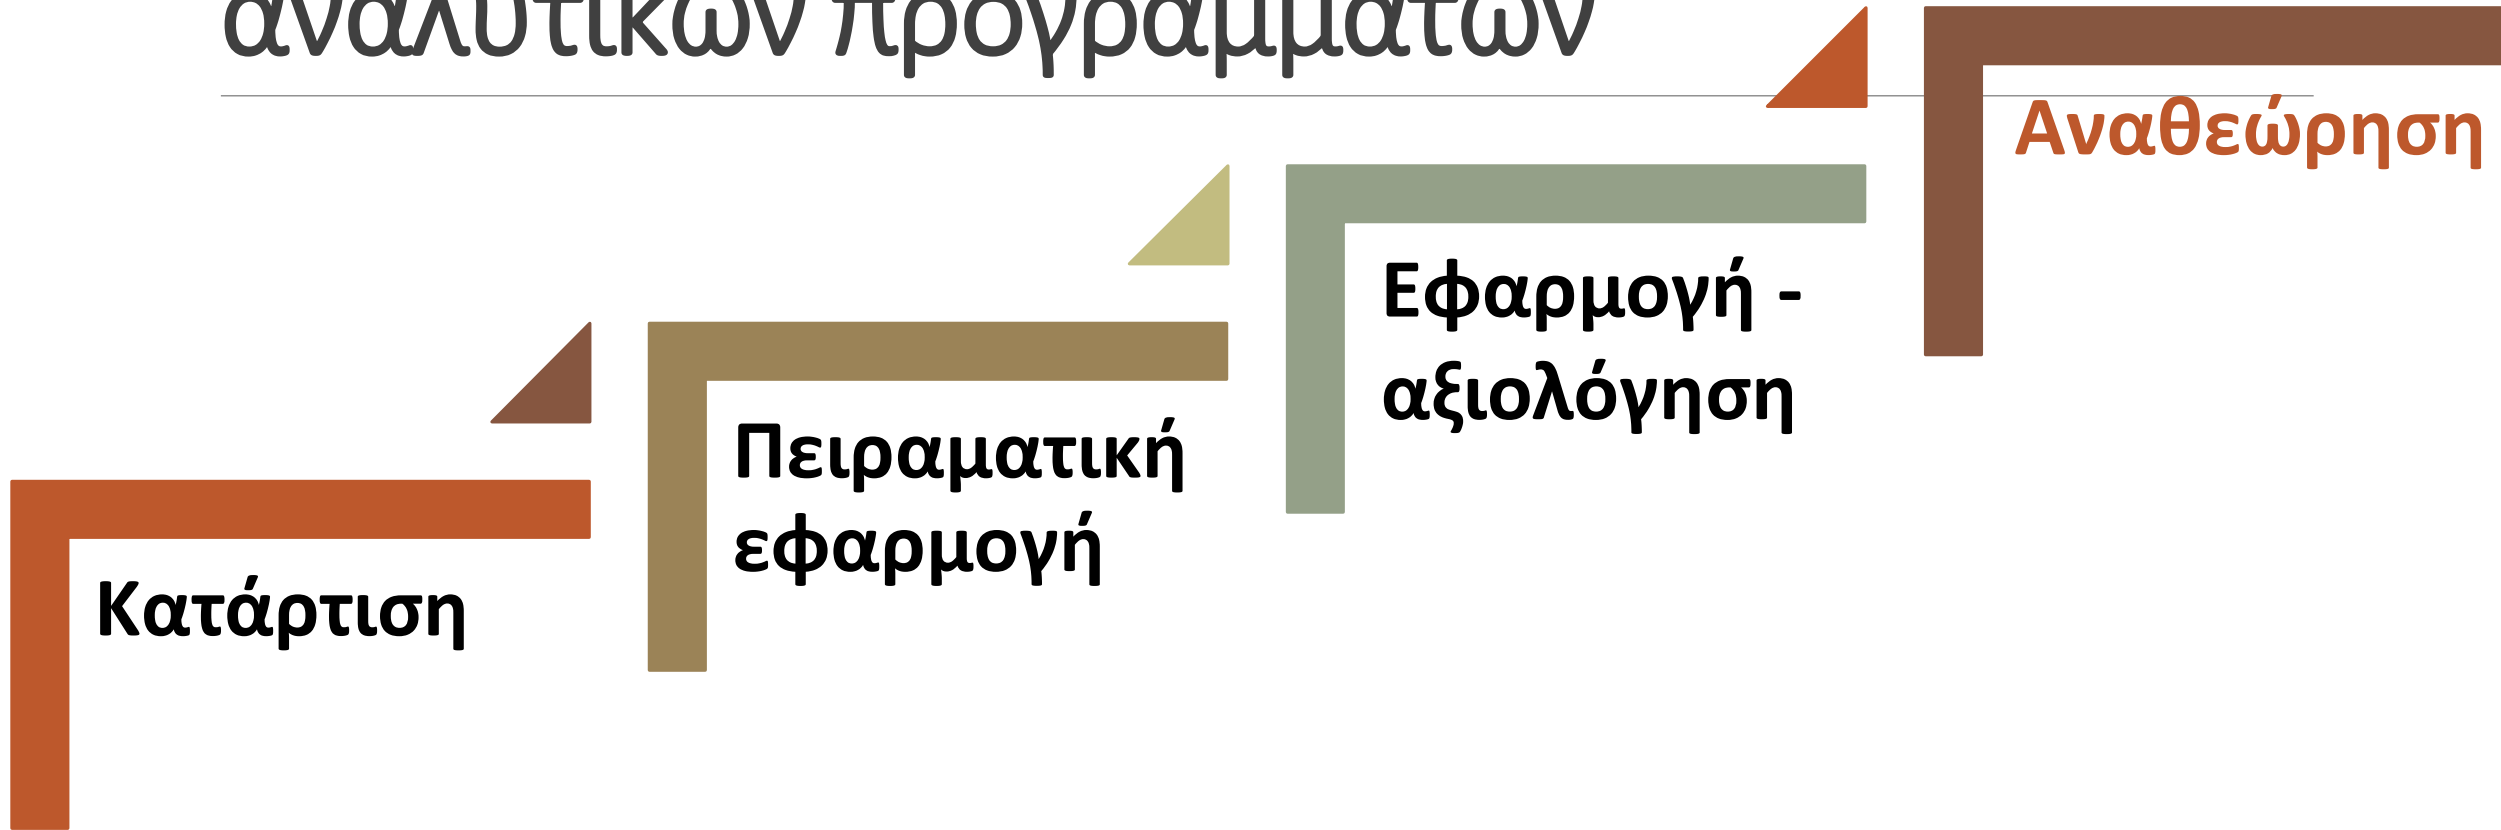 αναλυτικών προγραμμάτων
Αναθεώρηση
Εφαρμογή -
αξιολόγηση
Πειραματική
εφαρμογή
Κατάρτιση